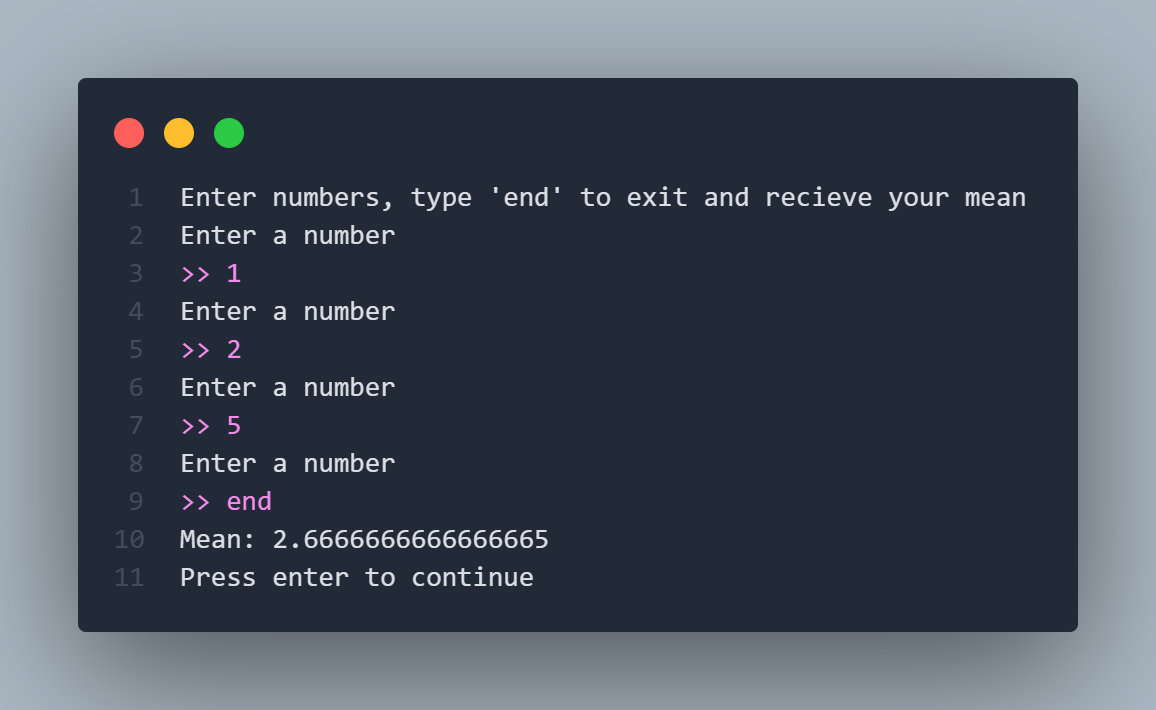 1 Enter numbers, type 'end' to exit and recieve your mean
2 Enter a number
3 >> 1
4 Enter a number
5 >> 2
6 Enter a number
7 >> 5
8 Enter a number
9 >> end
10 Mean: 2.6666666666666665
11 Press enter to continue